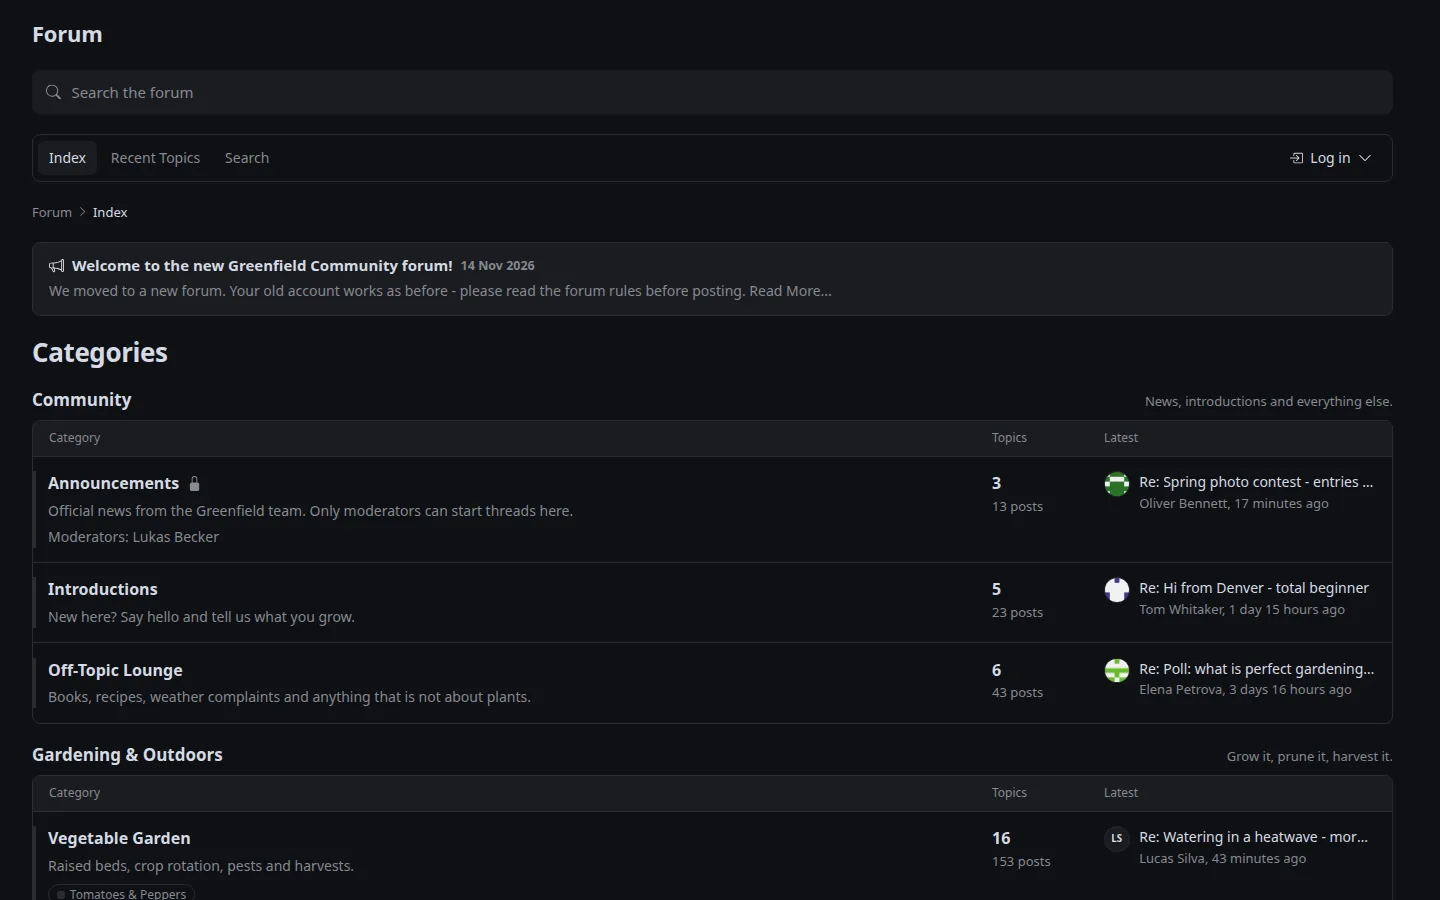 Forum
Search the forum
Index Recent Topics Search Log in
Forum Index
Welcome to the new Greenfield Community forum! 14 Nov 2026
We moved to a new forum. Your old account works as before - please read the forum rules before posting. Read More...
Categories
Community News, introductions and everything else.
Category Topics Latest
Announcements 3 Re: Spring photo contest - entries ...
Official news from the Greenfield team. Only moderators can start threads here. 13 posts Oliver Bennett, 17 minutes ago
Moderators: Lukas Becker
Introductions 5 Re: Hi from Denver - total beginner
New here? Say hello and tell us what you grow. 23 posts Tom Whitaker, 1 day 15 hours ago
Off-Topic Lounge 6 Re: Poll: what is perfect gardening...
Books, recipes, weather complaints and anything that is not about plants. 43 posts Elena Petrova, 3 days 16 hours ago
Gardening & Outdoors Grow it, prune it, harvest it.
Category Topics Latest
Vegetable Garden 16 LS Re: Watering in a heatwave - mor...
Raised beds, crop rotation, pests and harvests. 153 posts Lucas Silva, 43 minutes ago
Tomatoes & Peppers